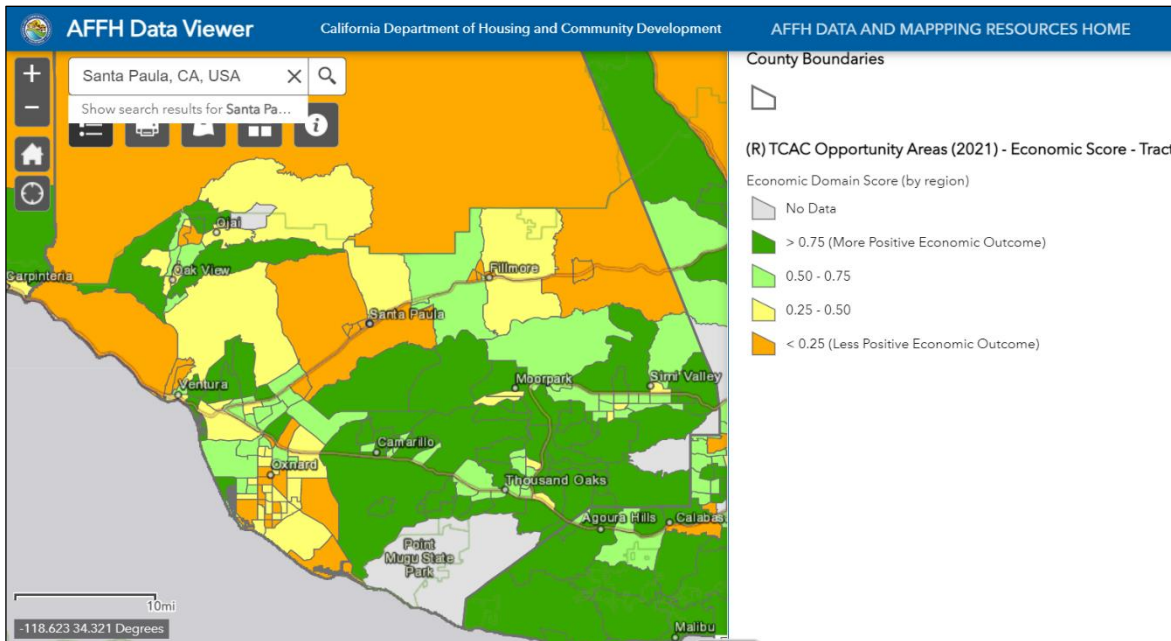 AFFH Data Viewer
California Department of Housing and Community Development
AFFH DATA AND MAPPPING RESOURCES HOME
+
−
Santa Paula, CA, USA
Show search results for Santa Pa...
County Boundaries
(R) TCAC Opportunity Areas (2021) - Economic Score - Tract
Economic Domain Score (by region)
No Data
> 0.75 (More Positive Economic Outcome)
0.50 - 0.75
0.25 - 0.50
< 0.25 (Less Positive Economic Outcome)
Ojai
Oak View
Carpinteria
Fillmore
Santa Paula
Ventura
Moorpark
Simi Valley
Camarillo
Oxnard
Thousand Oaks
Agoura Hills
Calabas
Point
Mugu State
Park
Malibu
10mi
-118.623 34.321 Degrees